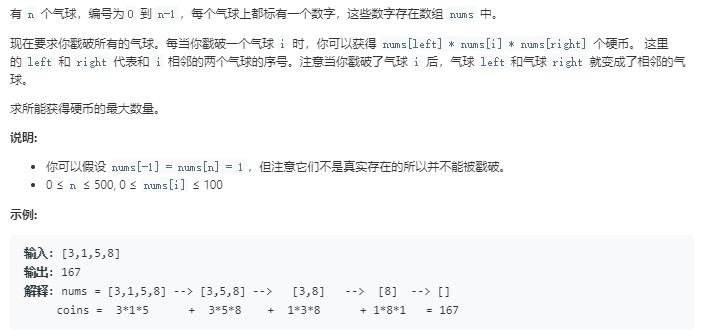 有 n 个气球，编号为0 到 n-1，每个气球上都标有一个数字，这些数字存在数组 nums 中。
现在要求你戳破所有的气球。每当你戳破一个气球 i 时，你可以获得 nums[left] * nums[i] * nums[right] 个硬币。 这里
的 left 和 right 代表和 i 相邻的两个气球的序号。注意当你戳破了气球 i 后，气球 left 和气球 right 就变成了相邻的气
球。
求所能获得硬币的最大数量。
说明:
• 你可以假设 nums[-1] = nums[n] = 1，但注意它们不是真实存在的所以并不能被戳破。
• 0 ≤ n ≤ 500, 0 ≤ nums[i] ≤ 100
示例:
输入: [3,1,5,8]
输出: 167
解释: nums = [3,1,5,8] --> [3,5,8] --> [3,8] --> [8] --> []
coins = 3*1*5 + 3*5*8 + 1*3*8 + 1*8*1 = 167